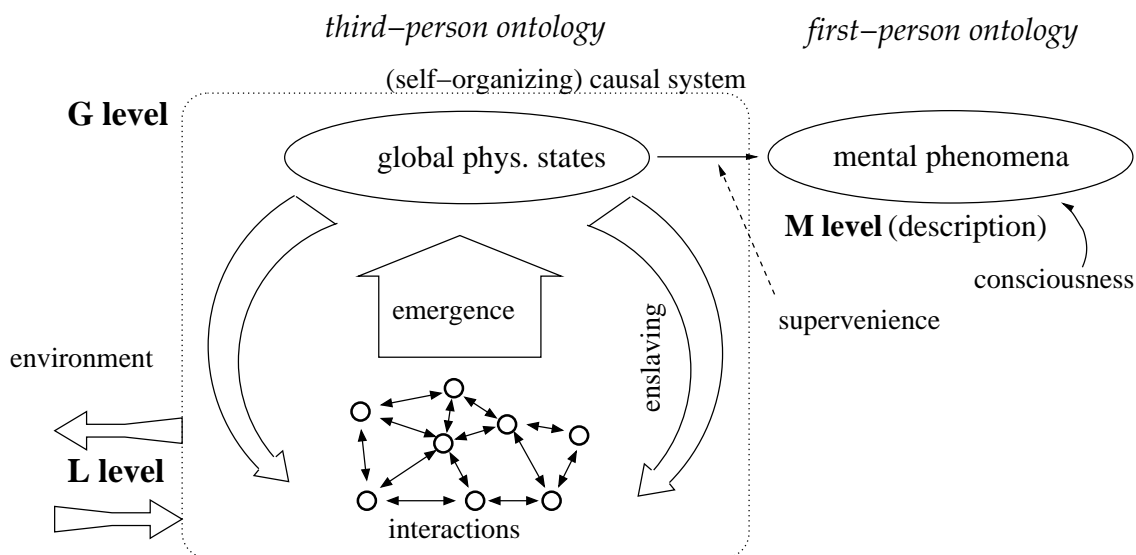 third−person ontology
first−person ontology
(self−organizing) causal system
G level
global phys. states
mental phenomena
M level (description)
consciousness
emergence
supervenience
enslaving
environment
L level
interactions